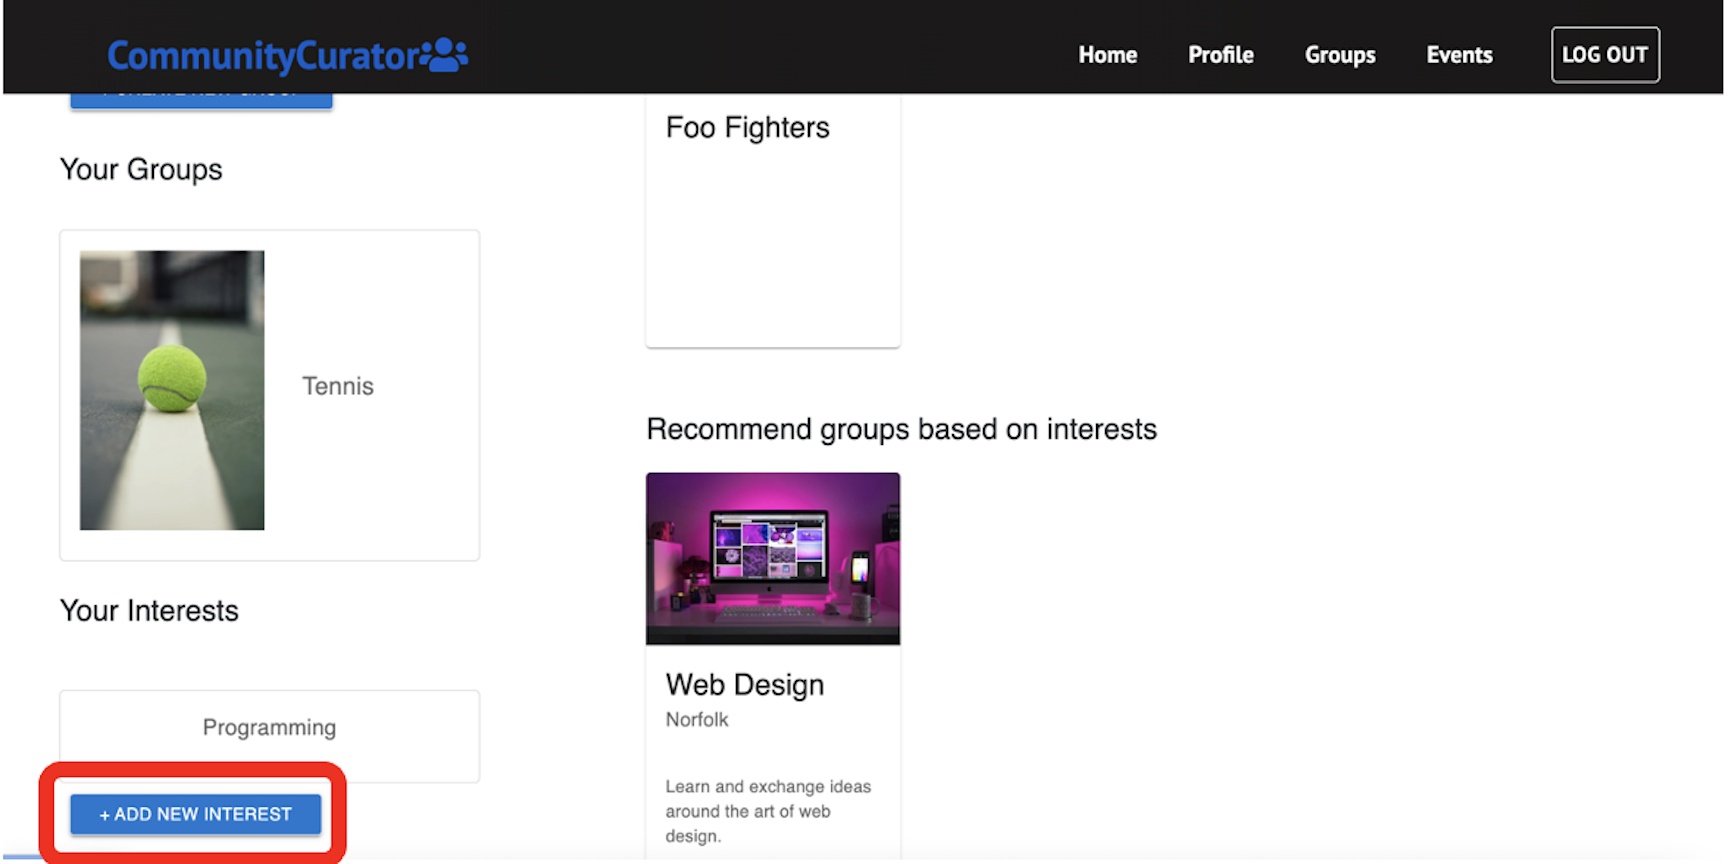 CommunityCurator
Home Profile Groups Events LOG OUT
Your Groups
Tennis
Your Interests
Programming
+ ADD NEW INTEREST
Foo Fighters
Recommend groups based on interests
Web Design
Norfolk
Learn and exchange ideas
around the art of web
design.